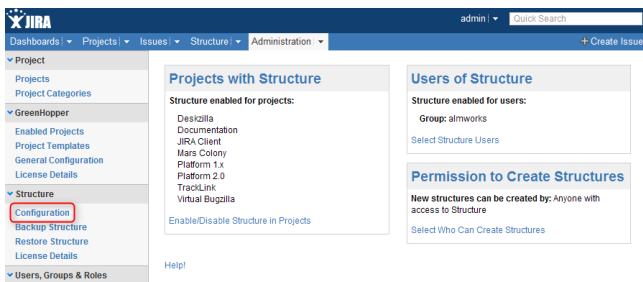 JIRA
admin
Quick Search
Dashboards Projects Issues Structure Administration + Create Issue
Project
Projects
Project Categories
GreenHopper
Enabled Projects
Project Templates
General Configuration
License Details
Structure
Configuration
Backup Structure
Restore Structure
License Details
Users, Groups & Roles
Projects with Structure
Structure enabled for projects:
Deskzilla
Documentation
JIRA Client
Mars Colony
Platform 1.x
Platform 2.0
TrackLink
Virtual Bugzilla
Enable/Disable Structure in Projects
Help!
Users of Structure
Structure enabled for users:
Group: almworks
Select Structure Users
Permission to Create Structures
New structures can be created by: Anyone with
access to Structure
Select Who Can Create Structures